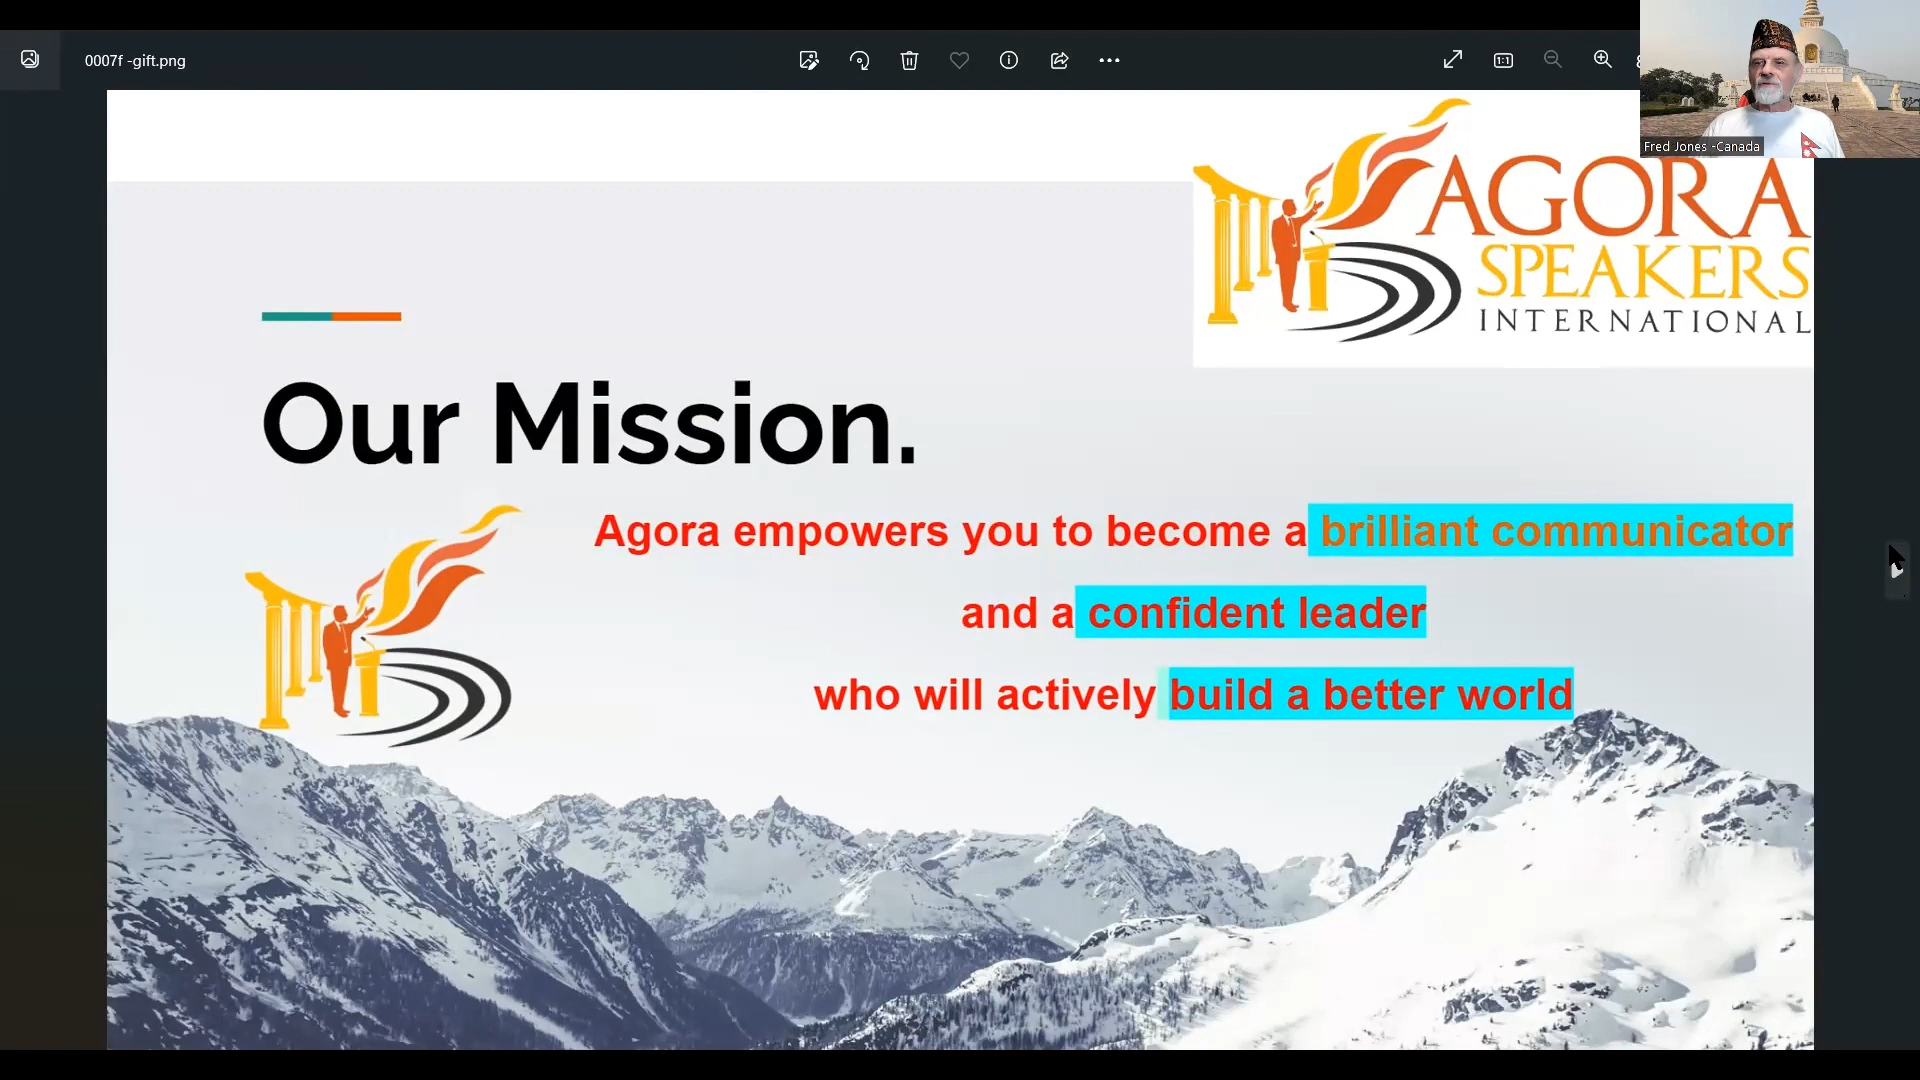 0007f -gift.png
Fred Jones -Canada
AGORA
SPEAKERS
INTERNATIONAL
Our Mission.
Agora empowers you to become a brilliant communicator
and a confident leader
who will actively build a better world